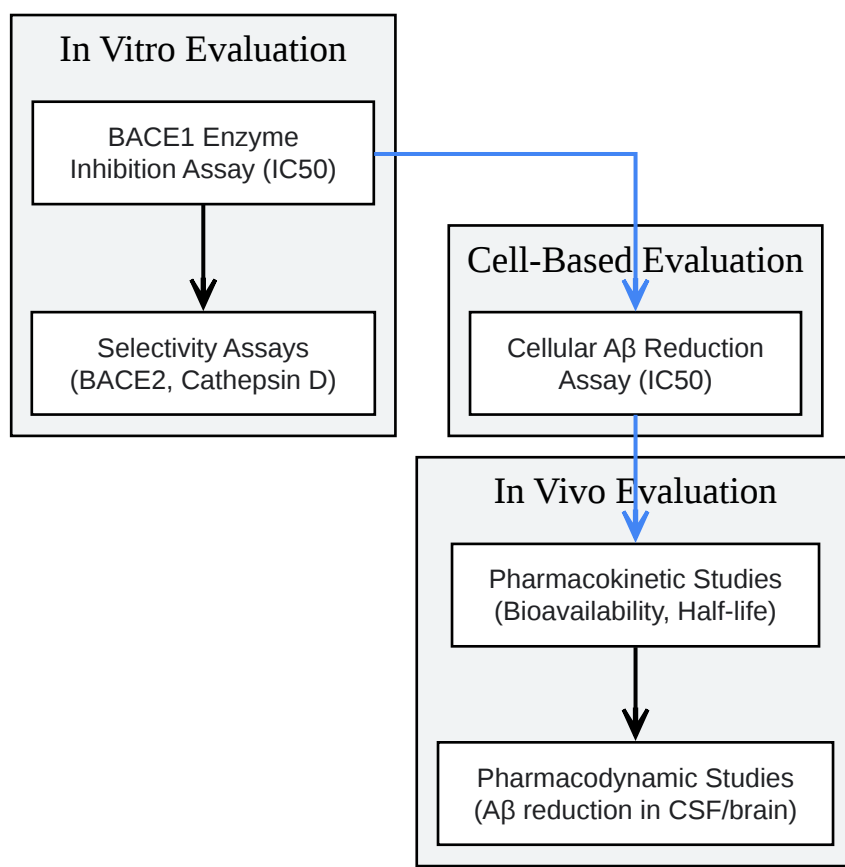 In Vitro Evaluation
BACE1 Enzyme
Inhibition Assay (IC50)
Selectivity Assays
(BACE2, Cathepsin D)
Cell-Based Evaluation
Cellular Aβ Reduction
Assay (IC50)
In Vivo Evaluation
Pharmacokinetic Studies
(Bioavailability, Half-life)
Pharmacodynamic Studies
(Aβ reduction in CSF/brain)